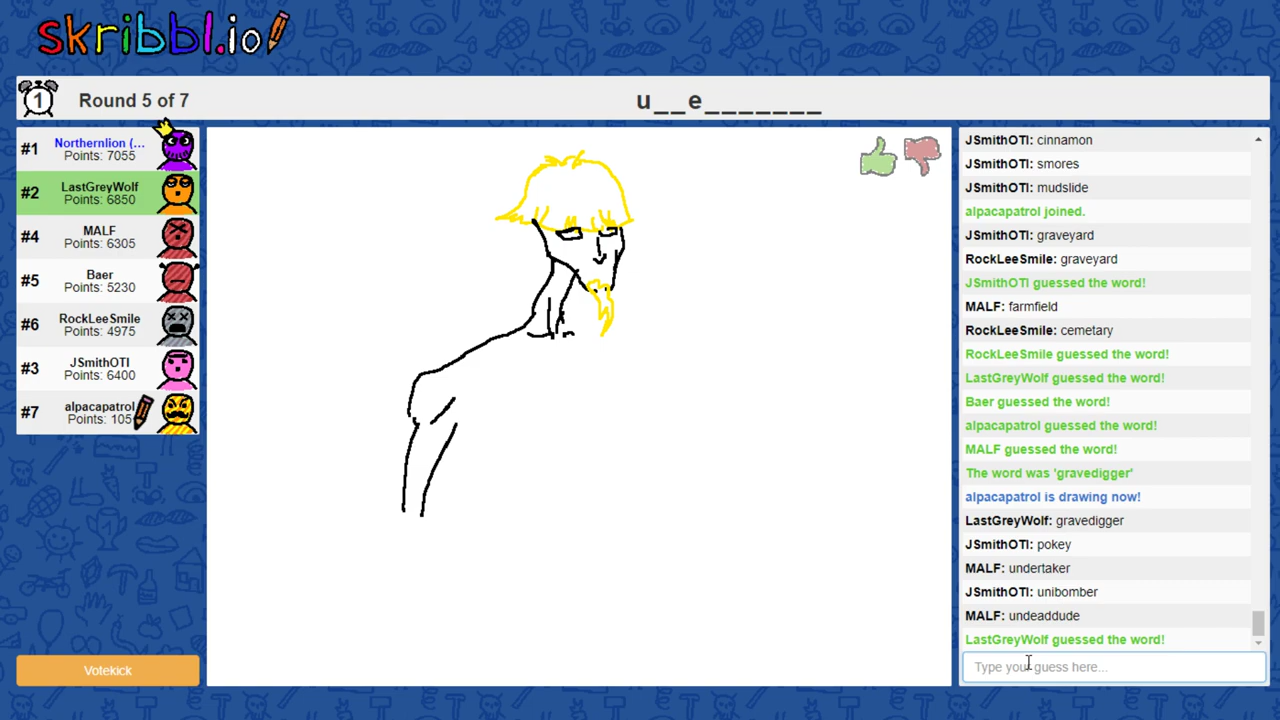 skribbl.io
1
Round 5 of 7
u__e_______
#1
Northernlion (...
Points: 7055
#2
LastGreyWolf
Points: 6850
#4
MALF
Points: 6305
#5
Baer
Points: 5230
#6
RockLeeSmile
Points: 4975
#3
JSmithOTI
Points: 6400
#7
alpacapatrol
Points: 105
Votekick
JSmithOTI: cinnamon
JSmithOTI: smores
JSmithOTI: mudslide
alpacapatrol joined.
JSmithOTI: graveyard
RockLeeSmile: graveyard
JSmithOTI guessed the word!
MALF: farmfield
RockLeeSmile: cemetary
RockLeeSmile guessed the word!
LastGreyWolf guessed the word!
Baer guessed the word!
alpacapatrol guessed the word!
MALF guessed the word!
The word was 'gravedigger'
alpacapatrol is drawing now!
LastGreyWolf: gravedigger
JSmithOTI: pokey
MALF: undertaker
JSmithOTI: unibomber
MALF: undeaddude
LastGreyWolf guessed the word!
Type your guess here...